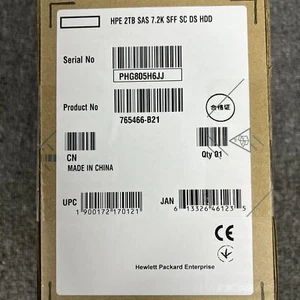 HPE 2TB SAS 7.2K SFF SC DS HDD
Serial No
PHG805H6JJ
Product No
765466-B21
合格证
CN
MADE IN CHINA
Qty 01
UPC
1 900172 170121
JAN
6 13326 46123 5
CE
Hewlett Packard Enterprise